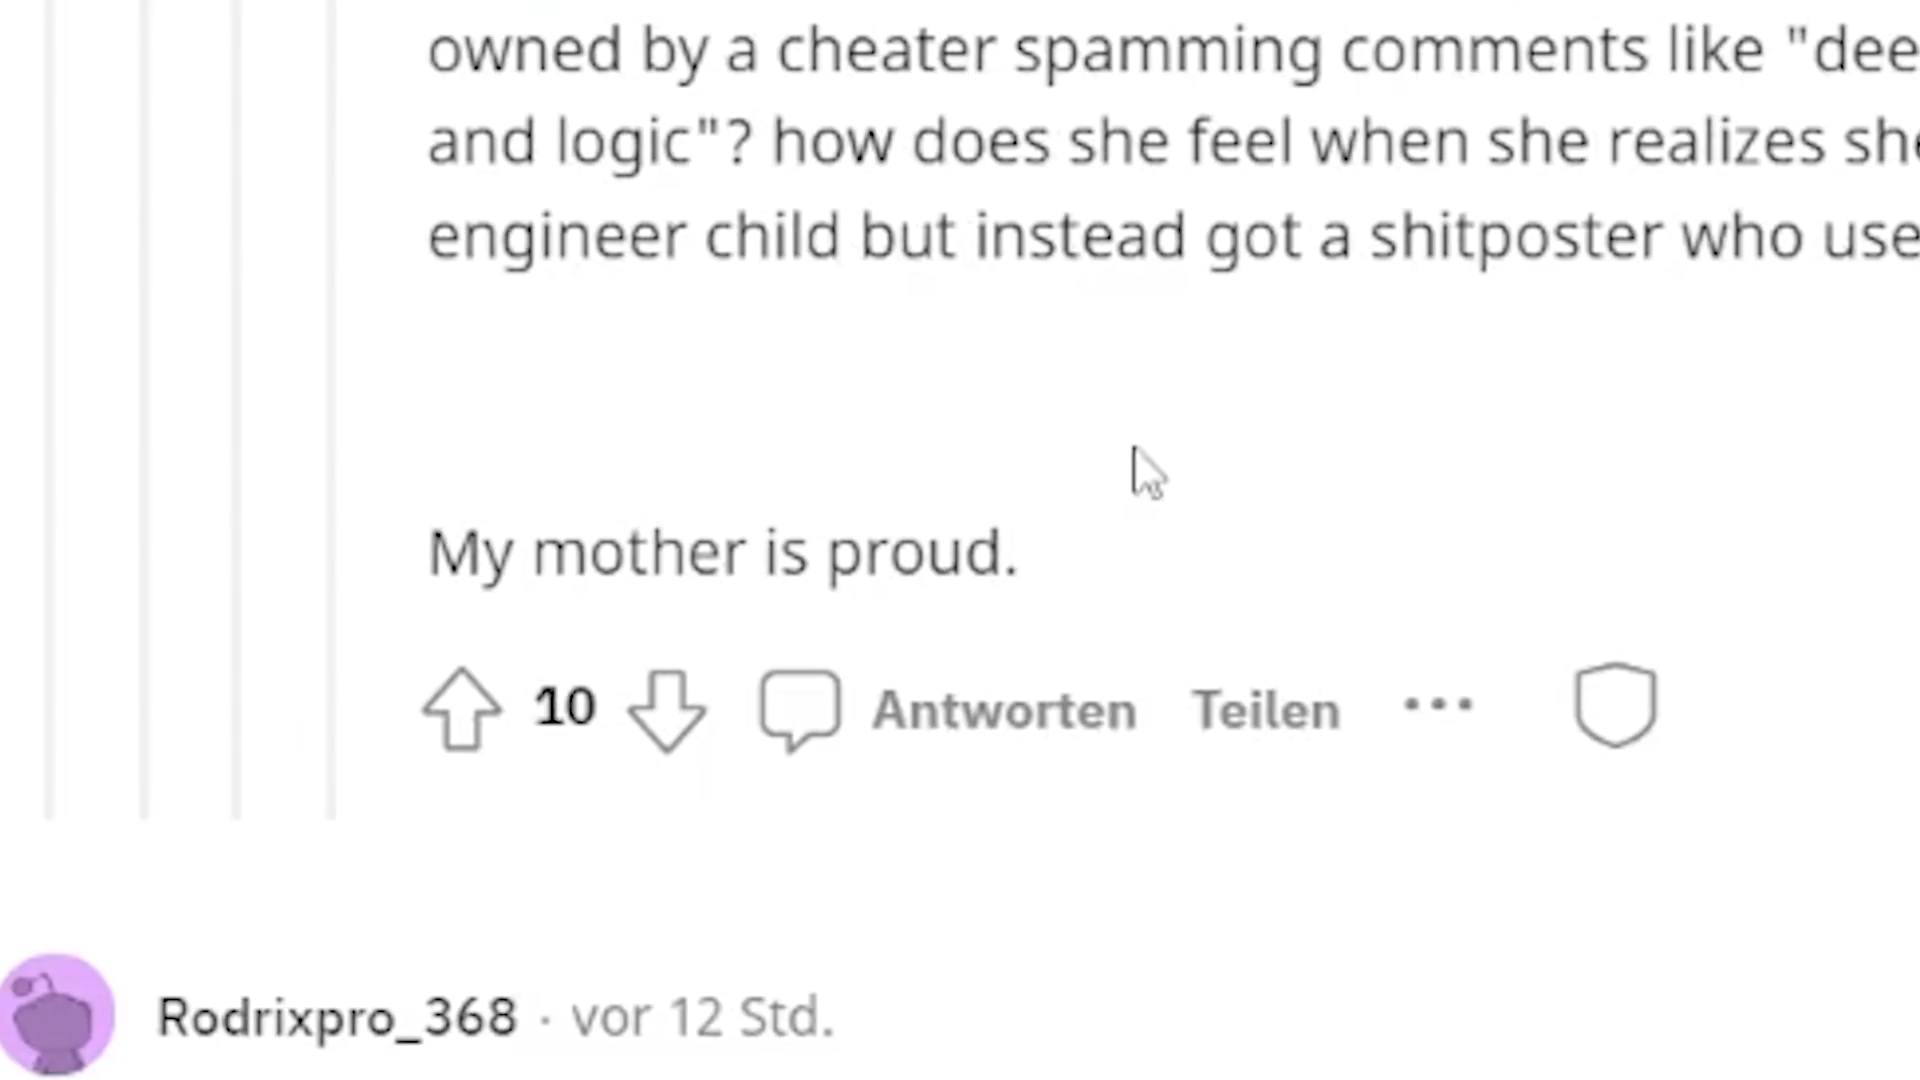 owned by a cheater spamming comments like "dee
and logic"? how does she feel when she realizes she
engineer child but instead got a shitposter who use
My mother is proud.
10 Antworten Teilen ...
Rodrixpro_368 · vor 12 Std.